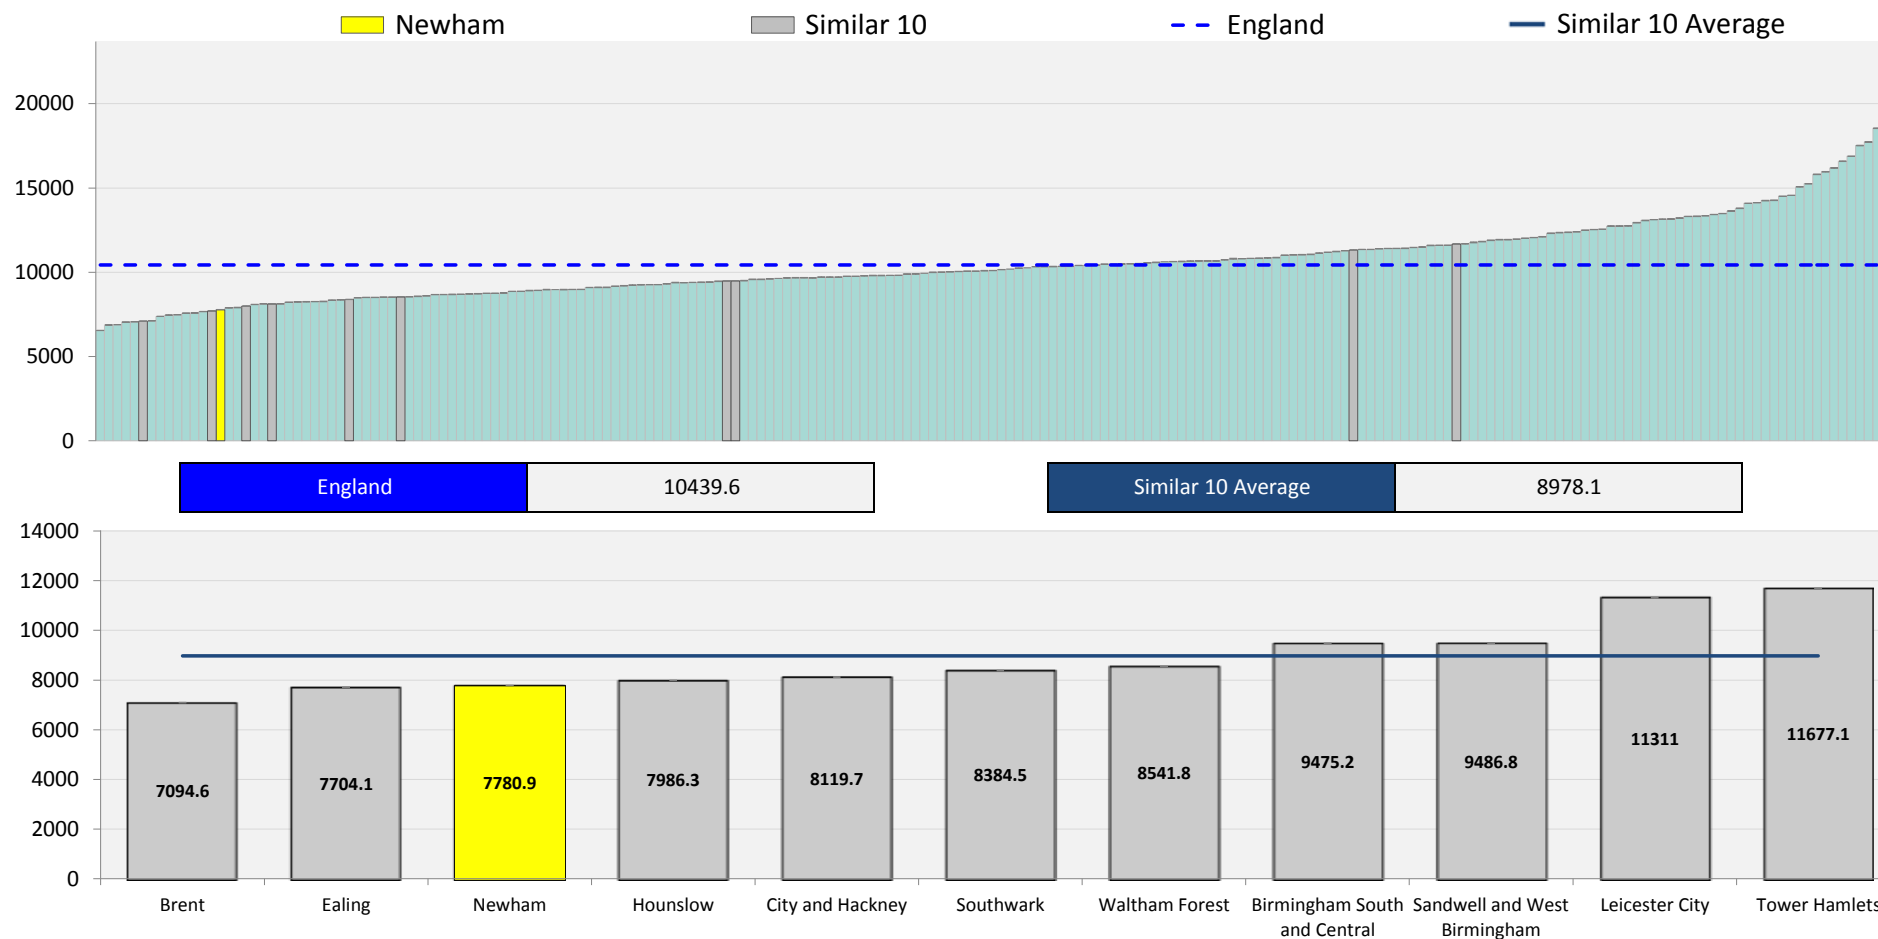 Newham
Similar 10
England
Similar 10 Average
20000
15000
10000
5000
0
England
10439.6
Similar 10 Average
8978.1
14000
12000
10000
8000
6000
4000
2000
0
7094.6
7704.1
7780.9
7986.3
8119.7
8384.5
8541.8
9475.2
9486.8
11311
11677.1
Brent
Ealing
Newham
Hounslow
City and Hackney
Southwark
Waltham Forest
Birmingham South
and Central
Sandwell and West
Birmingham
Leicester City
Tower Hamlets